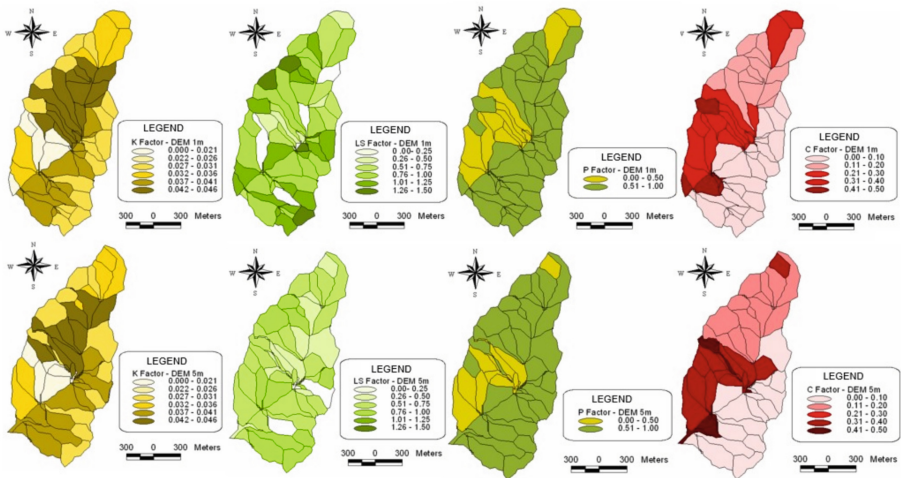 N
W E
S
LEGEND
K Factor - DEM 1m
0.000 - 0.021
0.022 - 0.026
0.027 - 0.031
0.032 - 0.036
0.037 - 0.041
0.042 - 0.046
300 0 300 Meters
N
W E
S
LEGEND
LS Factor - DEM 1m
0.00- 0.25
0.26 - 0.50
0.51 - 0.75
0.76 - 1.00
1.01 - 1.25
1.26 - 1.50
300 0 300 Meters
N
W E
S
LEGEND
P Factor - DEM 1m
0.00 - 0.50
0.51 - 1.00
300 0 300 Meters
N
W E
S
LEGEND
C Factor - DEM 1m
0.00 - 0.10
0.11 - 0.20
0.21 - 0.30
0.31 - 0.40
0.41 - 0.50
300 0 300 Meters
N
W E
S
LEGEND
K Factor - DEM 5m
0.000 - 0.021
0.022 - 0.026
0.027 - 0.031
0.032 - 0.036
0.037 - 0.041
0.042 - 0.046
300 0 300 Meters
N
W E
S
LEGEND
LS Factor - DEM 5m
0.00- 0.25
0.26 - 0.50
0.51 - 0.75
0.76 - 1.00
1.01 - 1.25
1.26 - 1.50
300 0 300 Meters
N
W E
S
LEGEND
P Factor - DEM 5m
0.00 - 0.50
0.51 - 1.00
300 0 300 Meters
N
W E
S
LEGEND
C Factor - DEM 5m
0.00 - 0.10
0.11 - 0.20
0.21 - 0.30
0.31 - 0.40
0.41 - 0.50
300 0 300 Meters